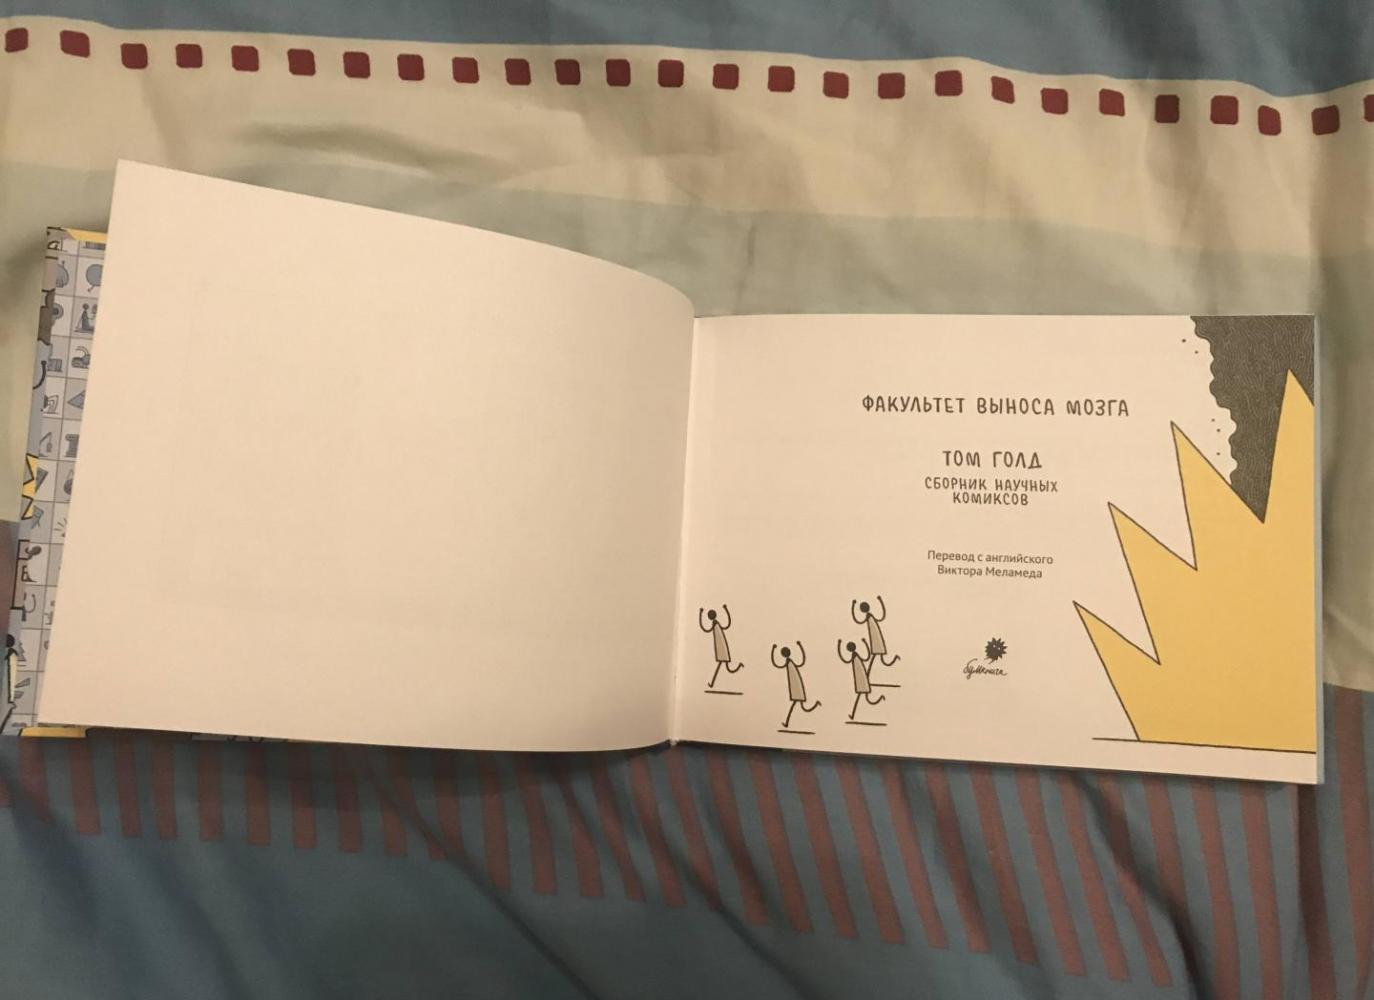 ФАКУЛЬТЕТ ВЫНОСА МОЗГА
ТОМ ГОЛД
СБОРНИК НАУЧНЫХ
КОМИКСОВ
Перевод с английского
Виктора Меламеда
бумкнига